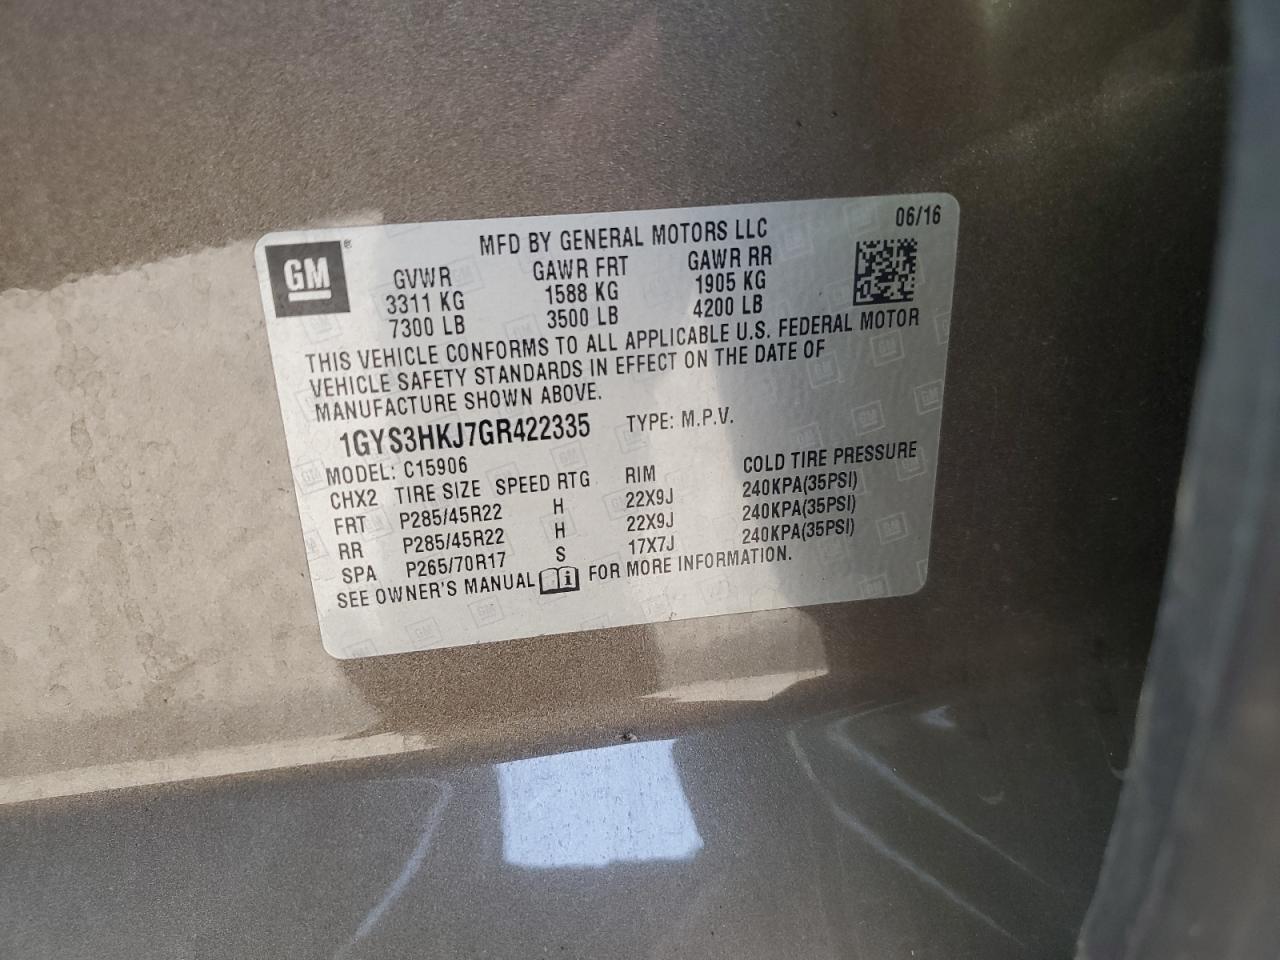 GM®
MFD BY GENERAL MOTORS LLC 06/16
GVWR GAWR FRT GAWR RR
3311 KG 1588 KG 1905 KG
7300 LB 3500 LB 4200 LB
THIS VEHICLE CONFORMS TO ALL APPLICABLE U.S. FEDERAL MOTOR
VEHICLE SAFETY STANDARDS IN EFFECT ON THE DATE OF
MANUFACTURE SHOWN ABOVE.
1GYS3HKJ7GR422335 TYPE: M.P.V.
MODEL: C15906
CHX2 TIRE SIZE SPEED RTG RIM COLD TIRE PRESSURE
FRT P285/45R22 H 22X9J 240KPA(35PSI)
RR P285/45R22 H 22X9J 240KPA(35PSI)
SPA P265/70R17 S 17X7J 240KPA(35PSI)
SEE OWNER'S MANUAL i FOR MORE INFORMATION.